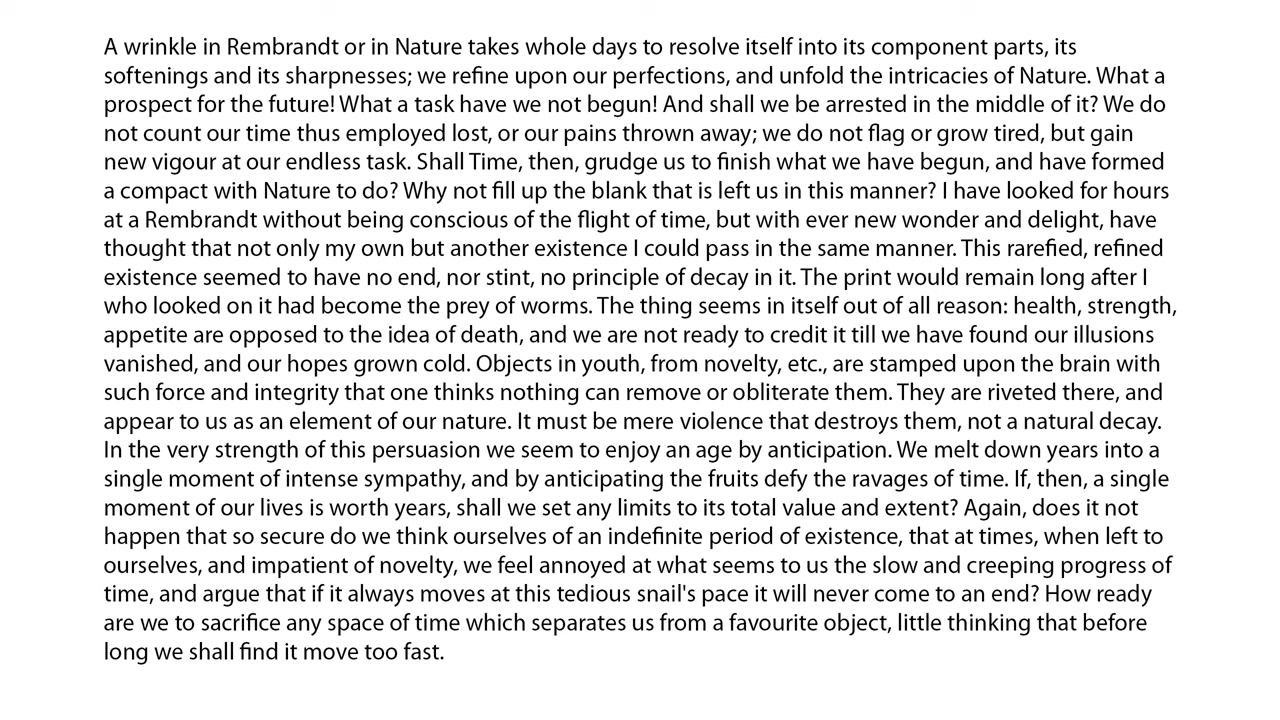 A wrinkle in Rembrandt or in Nature takes whole days to resolve itself into its component parts, its
softenings and its sharpnesses; we refine upon our perfections, and unfold the intricacies of Nature. What a
prospect for the future! What a task have we not begun! And shall we be arrested in the middle of it? We do
not count our time thus employed lost, or our pains thrown away; we do not flag or grow tired, but gain
new vigour at our endless task. Shall Time, then, grudge us to finish what we have begun, and have formed
a compact with Nature to do? Why not fill up the blank that is left us in this manner? I have looked for hours
at a Rembrandt without being conscious of the flight of time, but with ever new wonder and delight, have
thought that not only my own but another existence I could pass in the same manner. This rarefied, refined
existence seemed to have no end, nor stint, no principle of decay in it. The print would remain long after I
who looked on it had become the prey of worms. The thing seems in itself out of all reason: health, strength,
appetite are opposed to the idea of death, and we are not ready to credit it till we have found our illusions
vanished, and our hopes grown cold. Objects in youth, from novelty, etc., are stamped upon the brain with
such force and integrity that one thinks nothing can remove or obliterate them. They are riveted there, and
appear to us as an element of our nature. It must be mere violence that destroys them, not a natural decay.
In the very strength of this persuasion we seem to enjoy an age by anticipation. We melt down years into a
single moment of intense sympathy, and by anticipating the fruits defy the ravages of time. If, then, a single
moment of our lives is worth years, shall we set any limits to its total value and extent? Again, does it not
happen that so secure do we think ourselves of an indefinite period of existence, that at times, when left to
ourselves, and impatient of novelty, we feel annoyed at what seems to us the slow and creeping progress of
time, and argue that if it always moves at this tedious snail's pace it will never come to an end? How ready
are we to sacrifice any space of time which separates us from a favourite object, little thinking that before
long we shall find it move too fast.